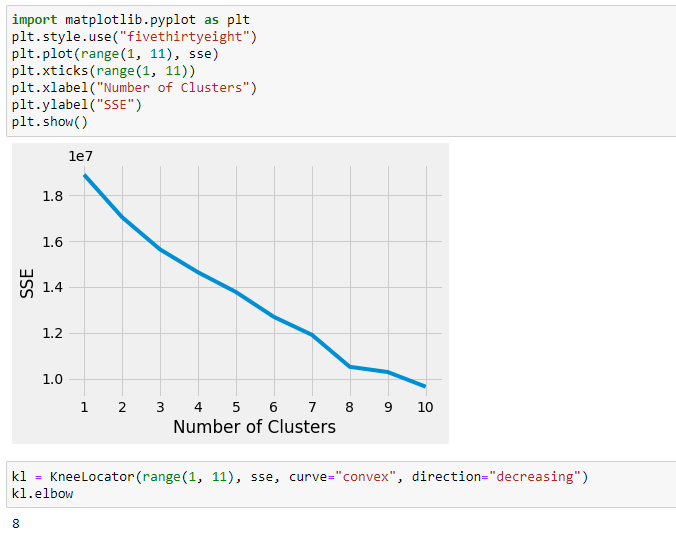 import matplotlib.pyplot as plt
plt.style.use("fivethirtyeight")
plt.plot(range(1, 11), sse)
plt.xticks(range(1, 11))
plt.xlabel("Number of Clusters")
plt.ylabel("SSE")
plt.show()
1e7
1.8
1.6
1.4
1.2
1.0
SSE
1 2 3 4 5 6 7 8 9 10
Number of Clusters
kl = KneeLocator(range(1, 11), sse, curve="convex", direction="decreasing")
kl.elbow
8